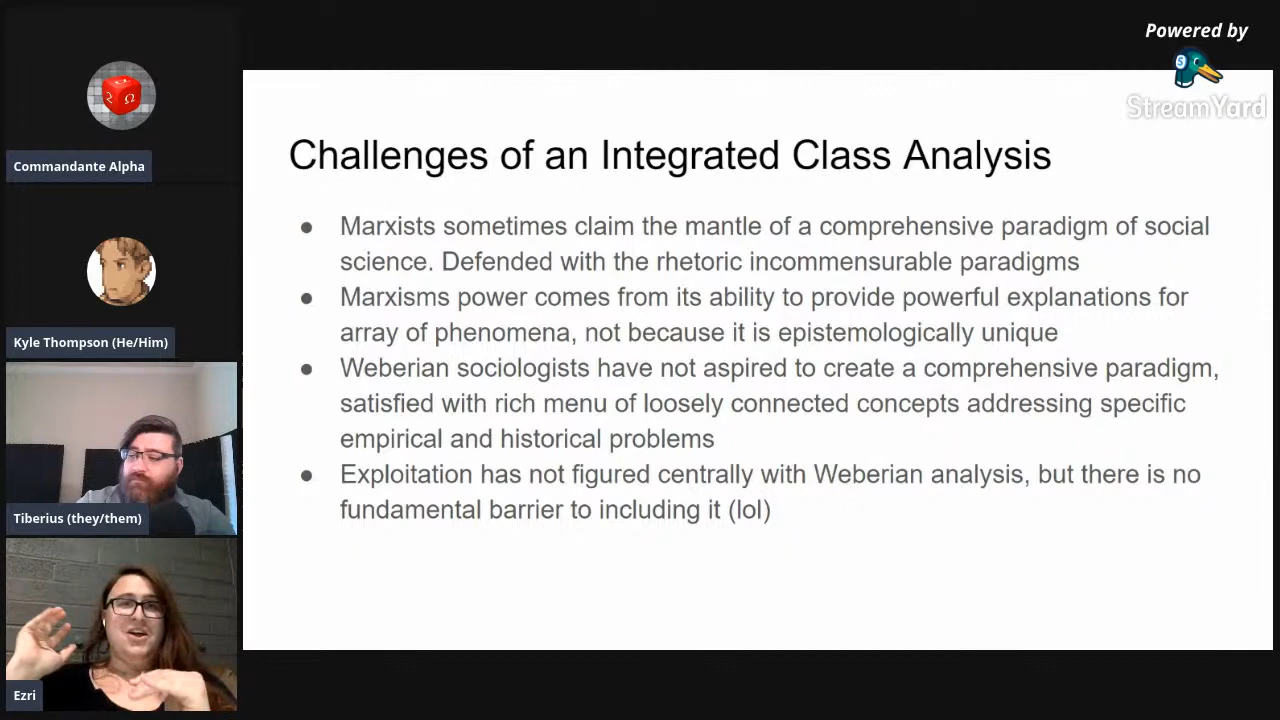 Powered by
StreamYard
Commandante Alpha
Kyle Thompson (He/Him)
Tiberius (they/them)
Ezri
Challenges of an Integrated Class Analysis
● Marxists sometimes claim the mantle of a comprehensive paradigm of social
science. Defended with the rhetoric incommensurable paradigms
● Marxisms power comes from its ability to provide powerful explanations for
array of phenomena, not because it is epistemologically unique
● Weberian sociologists have not aspired to create a comprehensive paradigm,
satisfied with rich menu of loosely connected concepts addressing specific
empirical and historical problems
● Exploitation has not figured centrally with Weberian analysis, but there is no
fundamental barrier to including it (lol)